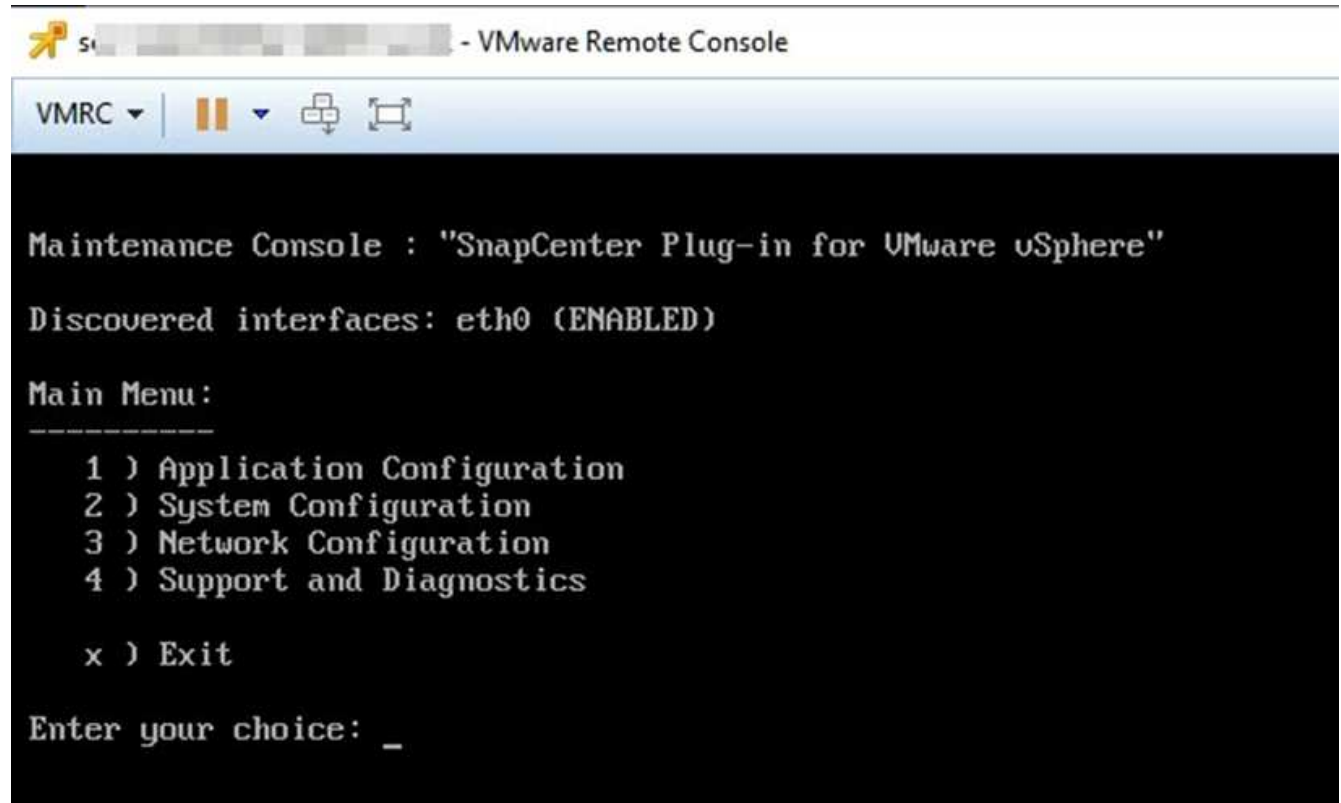 - VMware Remote Console
VMRC
Maintenance Console : "SnapCenter Plug-in for VMware vSphere"
Discovered interfaces: eth0 (ENABLED)
Main Menu:
----------
1 ) Application Configuration
2 ) System Configuration
3 ) Network Configuration
4 ) Support and Diagnostics
x ) Exit
Enter your choice: _